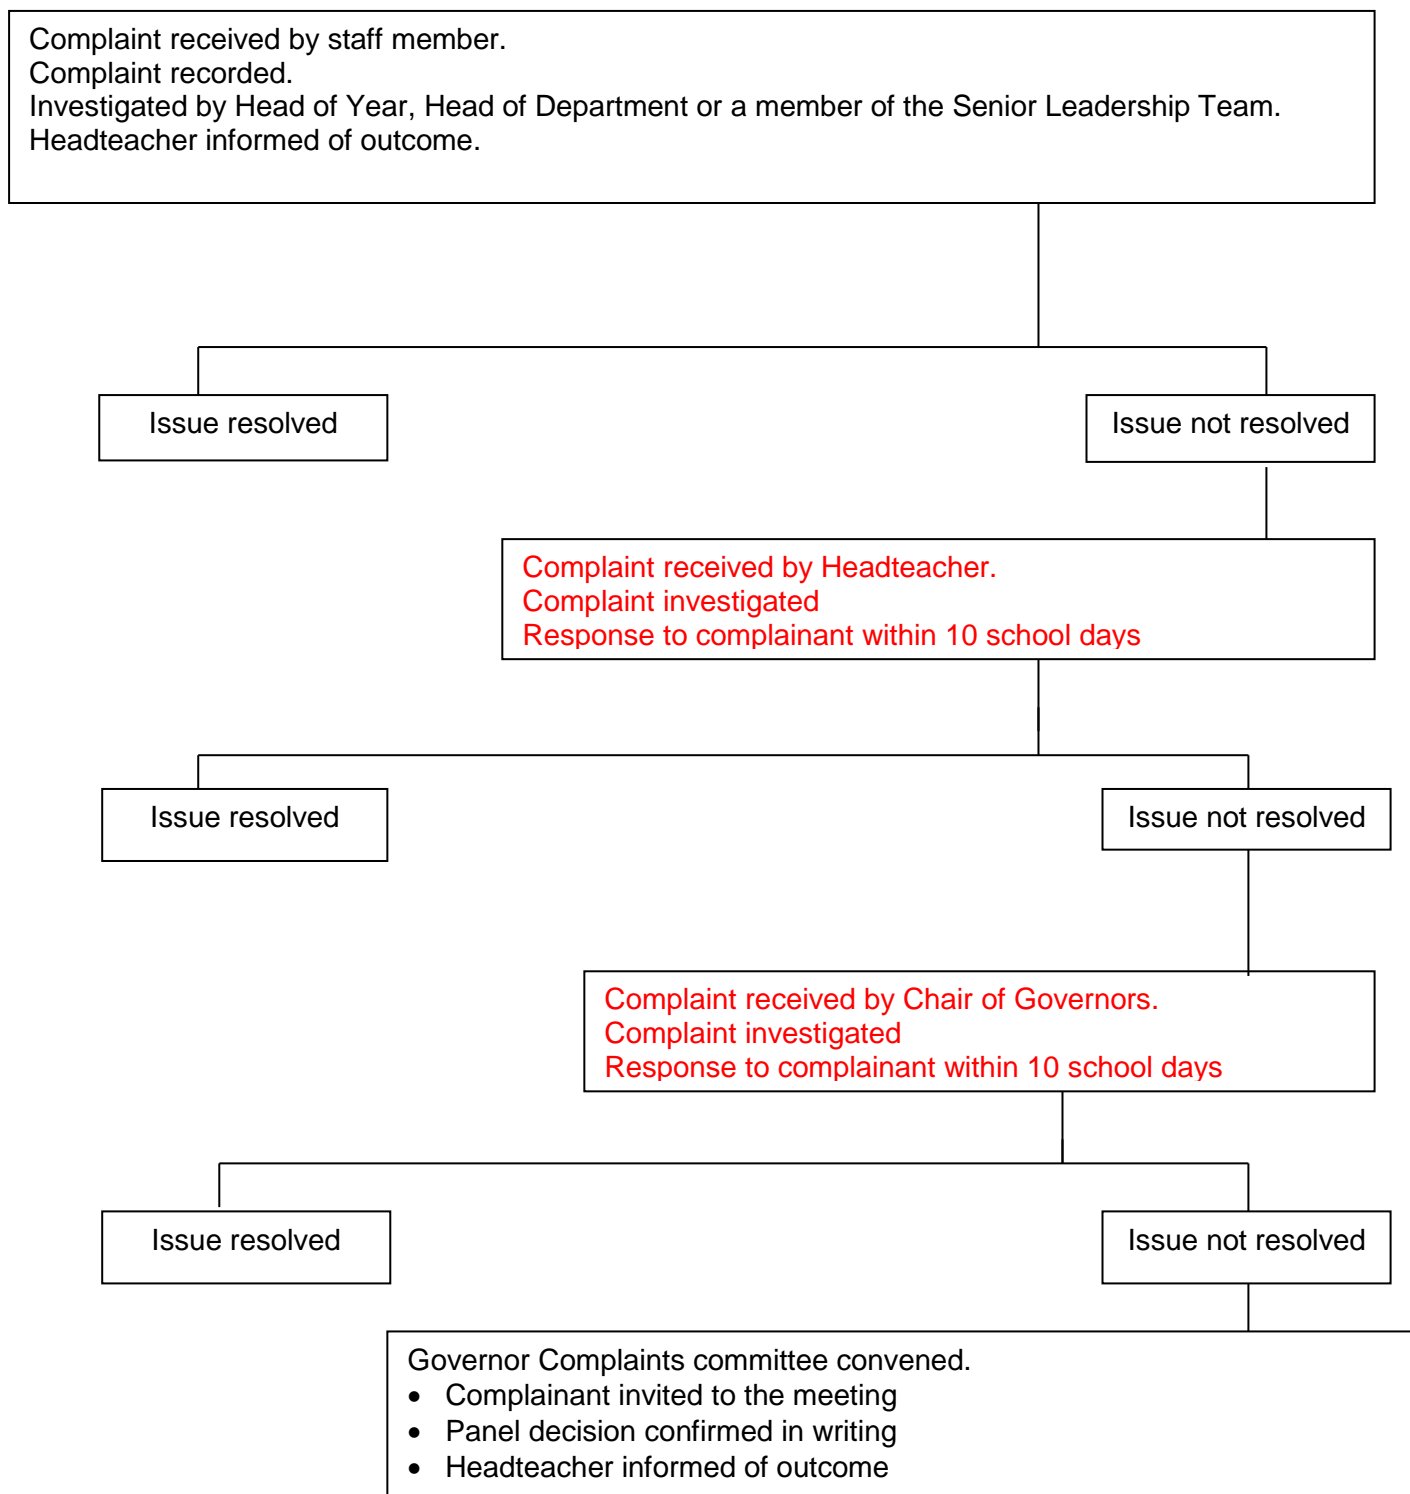 Complaint received by staff member.
Complaint recorded.
Investigated by Head of Year, Head of Department or a member of the Senior Leadership Team.
Headteacher informed of outcome.
Issue resolved
Issue not resolved
Complaint received by Headteacher.
Complaint investigated
Response to complainant within 10 school days
Issue resolved
Issue not resolved
Complaint received by Chair of Governors.
Complaint investigated
Response to complainant within 10 school days
Issue resolved
Issue not resolved
Governor Complaints committee convened.
• Complainant invited to the meeting
• Panel decision confirmed in writing
• Headteacher informed of outcome